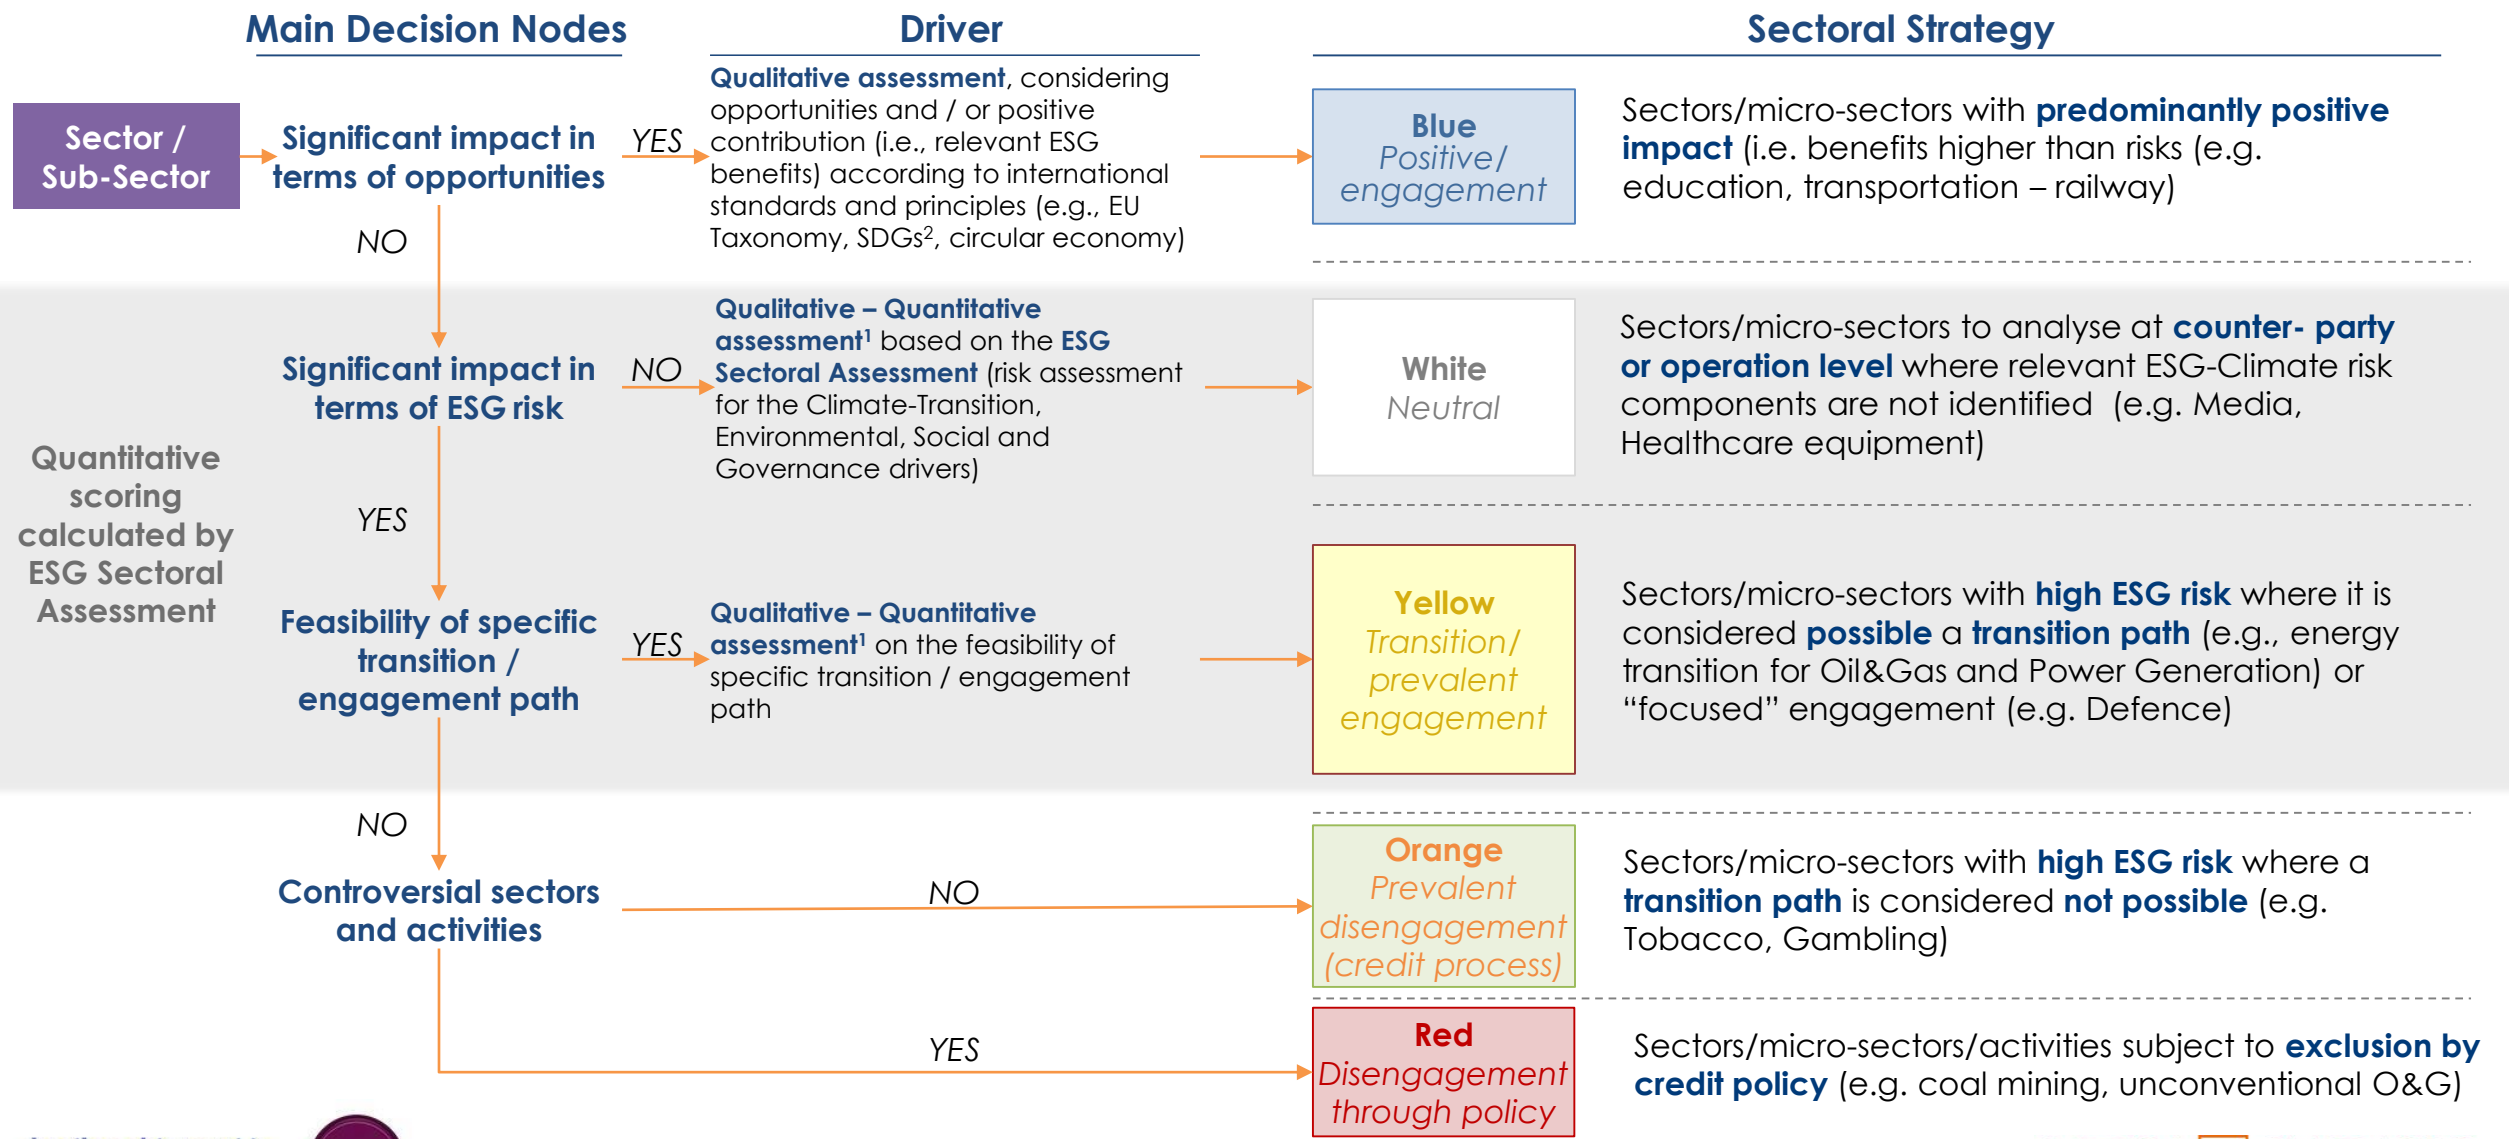 Main Decision Nodes
Driver
Sectoral Strategy
Sector /
Sub-Sector
Significant impact in
terms of opportunities
YES
Qualitative assessment, considering
opportunities and / or positive
contribution (i.e., relevant ESG
benefits) according to international
standards and principles (e.g., EU
Taxonomy, SDGs², circular economy)
Blue
Positive/
engagement
Sectors/micro-sectors with predominantly positive
impact (i.e. benefits higher than risks (e.g.
education, transportation – railway)
NO
Significant impact in
terms of ESG risk
NO
Qualitative – Quantitative
assessment¹ based on the ESG
Sectoral Assessment (risk assessment
for the Climate-Transition,
Environmental, Social and
Governance drivers)
White
Neutral
Sectors/micro-sectors to analyse at counter- party
or operation level where relevant ESG-Climate risk
components are not identified (e.g. Media,
Healthcare equipment)
Quantitative
scoring
calculated by
ESG Sectoral
Assessment
YES
Feasibility of specific
transition /
engagement path
YES
Qualitative – Quantitative
assessment¹ on the feasibility of
specific transition / engagement
path
Yellow
Transition/
prevalent
engagement
Sectors/micro-sectors with high ESG risk where it is
considered possible a transition path (e.g., energy
transition for Oil&Gas and Power Generation) or
“focused” engagement (e.g. Defence)
NO
Controversial sectors
and activities
NO
Orange
Prevalent
disengagement
(credit process)
Sectors/micro-sectors with high ESG risk where a
transition path is considered not possible (e.g.
Tobacco, Gambling)
YES
Red
Disengagement
through policy
Sectors/micro-sectors/activities subject to exclusion by
credit policy (e.g. coal mining, unconventional O&G)